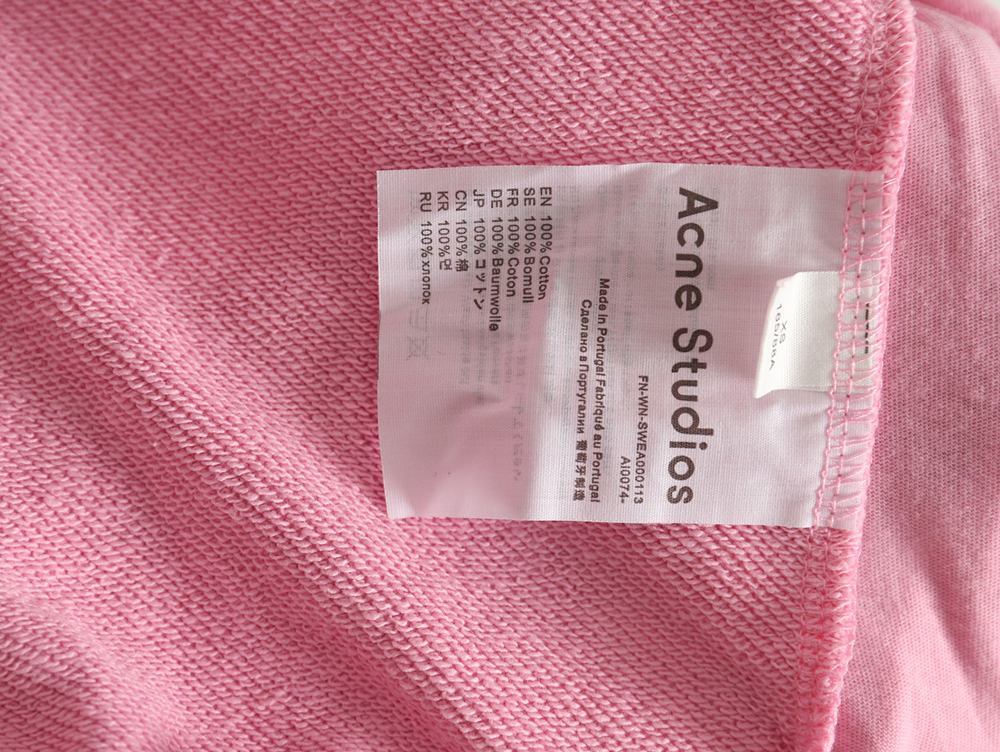 Acne Studios
FN-WN-SWEA000113
AI0074-
Made in Portugal Fabriqué au Portugal
Сделано в Португалии 葡萄牙制造
EN 100% Cotton
SE 100% Bomull
FR 100% Coton
DE 100% Baumwolle
JP 100% コットン
CN 100% 棉
KR 100% 면
RU 100% хлопок
XS
165/88A